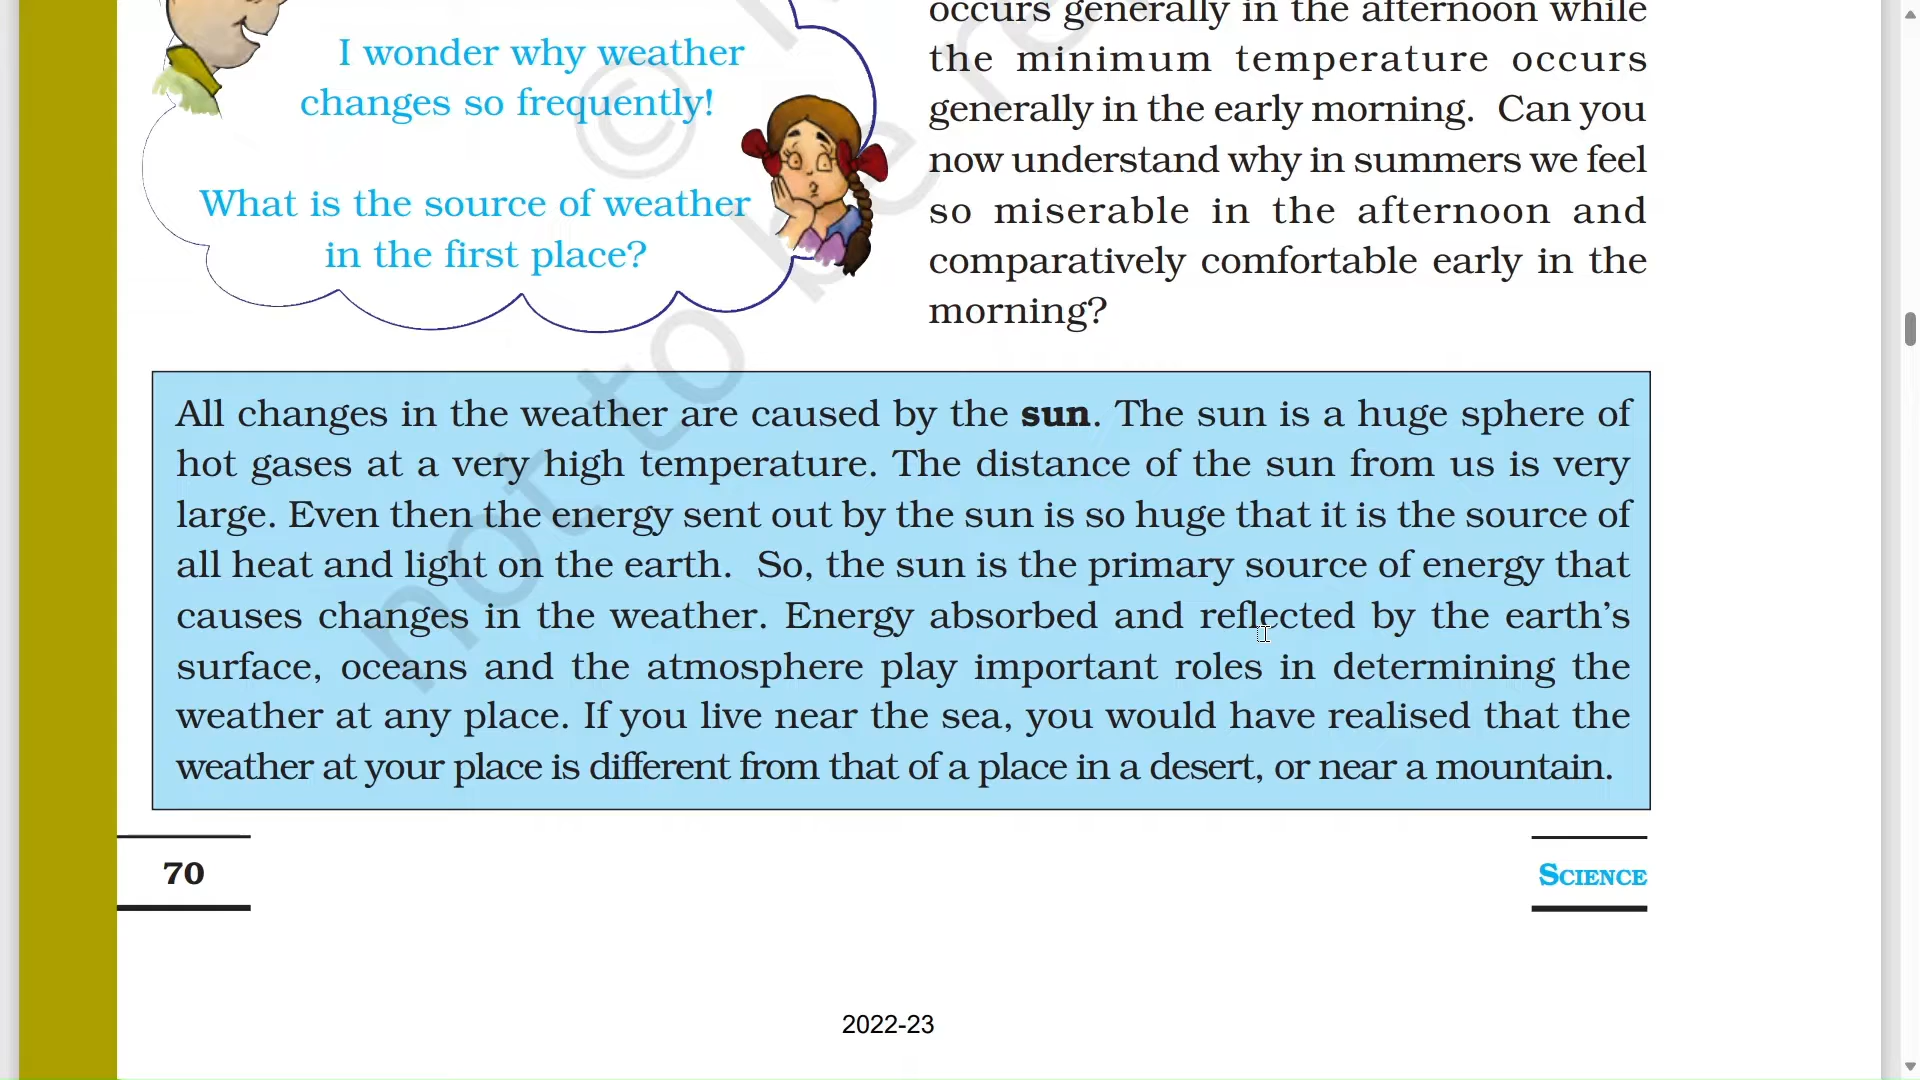 I wonder why weather
changes so frequently!
What is the source of weather
in the first place?
occurs generally in the afternoon while
the minimum temperature occurs
generally in the early morning. Can you
now understand why in summers we feel
so miserable in the afternoon and
comparatively comfortable early in the
morning?
All changes in the weather are caused by the sun. The sun is a huge sphere of
hot gases at a very high temperature. The distance of the sun from us is very
large. Even then the energy sent out by the sun is so huge that it is the source of
all heat and light on the earth. So, the sun is the primary source of energy that
causes changes in the weather. Energy absorbed and reflected by the earth's
surface, oceans and the atmosphere play important roles in determining the
weather at any place. If you live near the sea, you would have realised that the
weather at your place is different from that of a place in a desert, or near a mountain.
70
SCIENCE
2022-23
©
not to be re